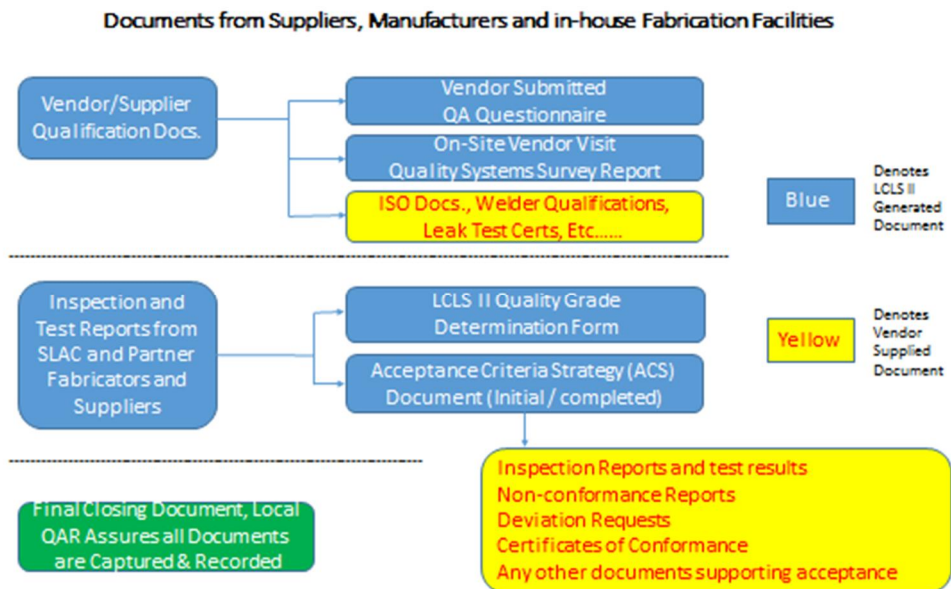 Documents from Suppliers, Manufacturers and in-house Fabrication Facilities
Vendor/Supplier
Qualification Docs.
Vendor Submitted
QA Questionnaire
On-Site Vendor Visit
Quality Systems Survey Report
ISO Docs., Welder Qualifications,
Leak Test Certs, Etc......
Blue
Denotes
LCLS II
Generated
Document
Inspection and
Test Reports from
SLAC and Partner
Fabricators and
Suppliers
LCLS II Quality Grade
Determination Form
Acceptance Criteria Strategy (ACS)
Document (Initial / completed)
Yellow
Denotes
Vendor
Supplied
Document
Inspection Reports and test results
Non-conformance Reports
Deviation Requests
Certificates of Conformance
Any other documents supporting acceptance
Final Closing Document, Local
QAR Assures all Documents
are Captured & Recorded